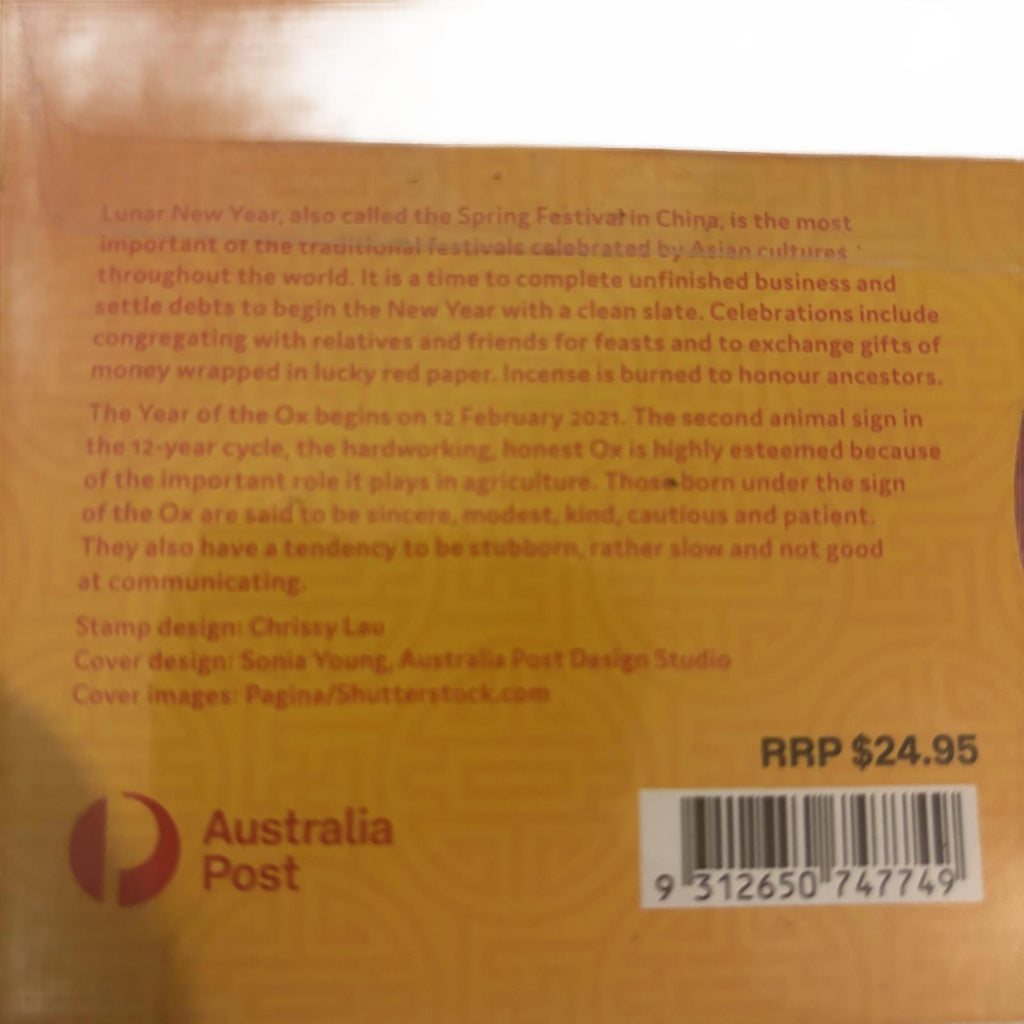 Lunar New Year, also called the Spring Festival in China, is the most
important of the traditional festivals celebrated by Asian cultures
throughout the world. It is a time to complete unfinished business and
settle debts to begin the New Year with a clean slate. Celebrations include
congregating with relatives and friends for feasts and to exchange gifts of
money wrapped in lucky red paper. Incense is burned to honour ancestors.
The Year of the Ox begins on 12 February 2021. The second animal sign in
the 12-year cycle, the hardworking, honest Ox is highly esteemed because
of the important role it plays in agriculture. Those born under the sign
of the Ox are said to be sincere, modest, kind, cautious and patient.
They also have a tendency to be stubborn, rather slow and not good
at communicating.
Stamp design: Chrissy Lau
Cover design: Sonia Young, Australia Post Design Studio
Cover images: Pagina/Shutterstock.com
RRP $24.95
Australia
Post
9 312650 747749